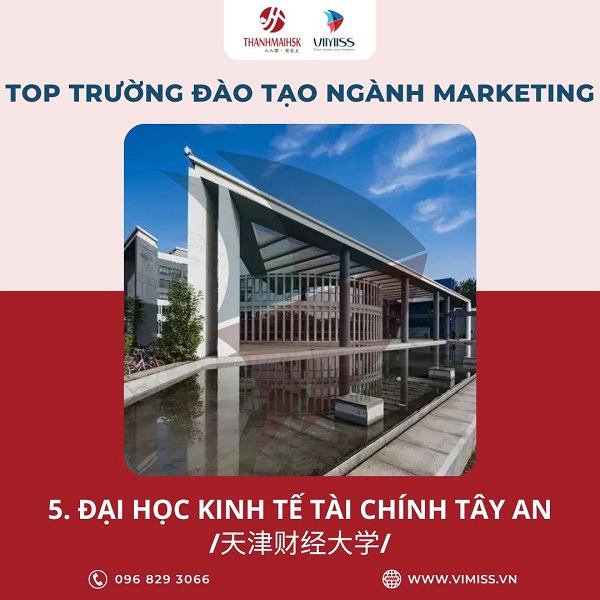 THANHMAIHSK
VIMISS
TOP TRƯỜNG ĐÀO TẠO NGÀNH MARKETING
5. ĐẠI HỌC KINH TẾ TÀI CHÍNH TÂY AN
/天津财经大学/
096 829 3066
WWW.VIMISS.VN